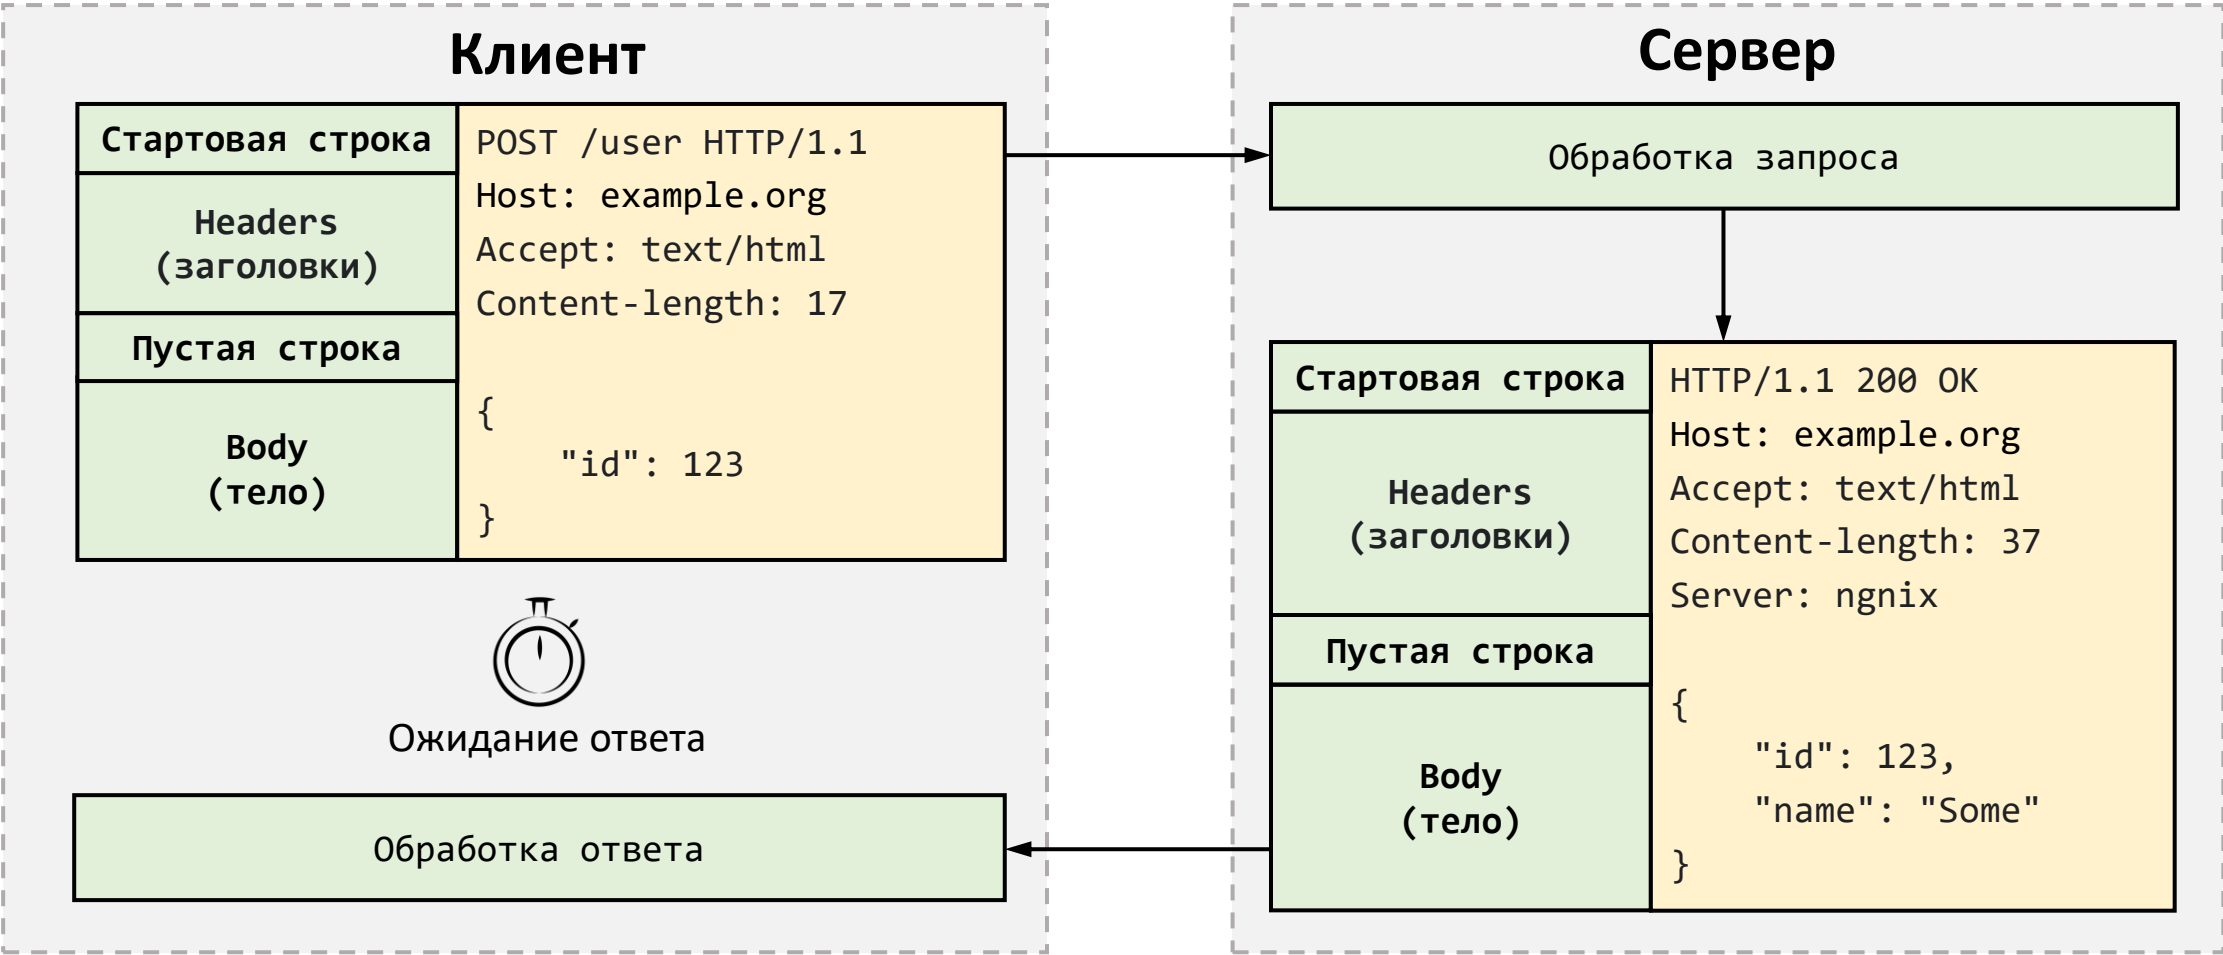 Клиент
Стартовая строка
Headers
(заголовки)
Пустая строка
Body
(тело)
POST /user HTTP/1.1
Host: example.org
Accept: text/html
Content-length: 17
{
"id": 123
}
Ожидание ответа
Обработка ответа
Сервер
Обработка запроса
Стартовая строка
Headers
(заголовки)
Пустая строка
Body
(тело)
HTTP/1.1 200 OK
Host: example.org
Accept: text/html
Content-length: 37
Server: ngnix
{
"id": 123,
"name": "Some"
}